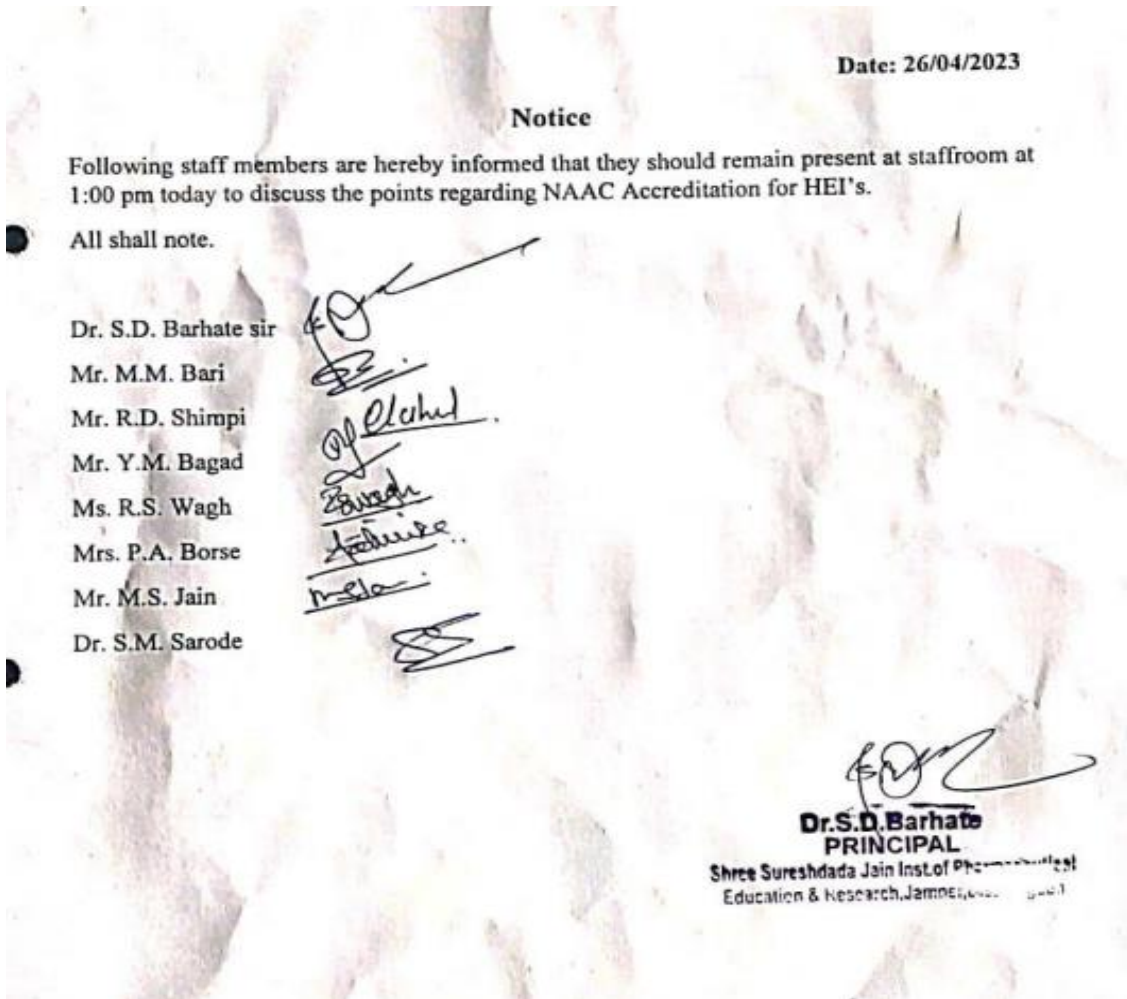 Date: 26/04/2023
Notice
Following staff members are hereby informed that they should remain present at staffroom at
1:00 pm today to discuss the points regarding NAAC Accreditation for HEI's.
All shall note.
Dr. S.D. Barhate sir
Mr. M.M. Bari
Mr. R.D. Shimpi
Mr. Y.M. Bagad
Ms. R.S. Wagh
Mrs. P.A. Borse
Mr. M.S. Jain
Dr. S.M. Sarode
Dr.S.D.Barhate
PRINCIPAL
Shree Sureshdada Jain Inst.of
Education & Research,